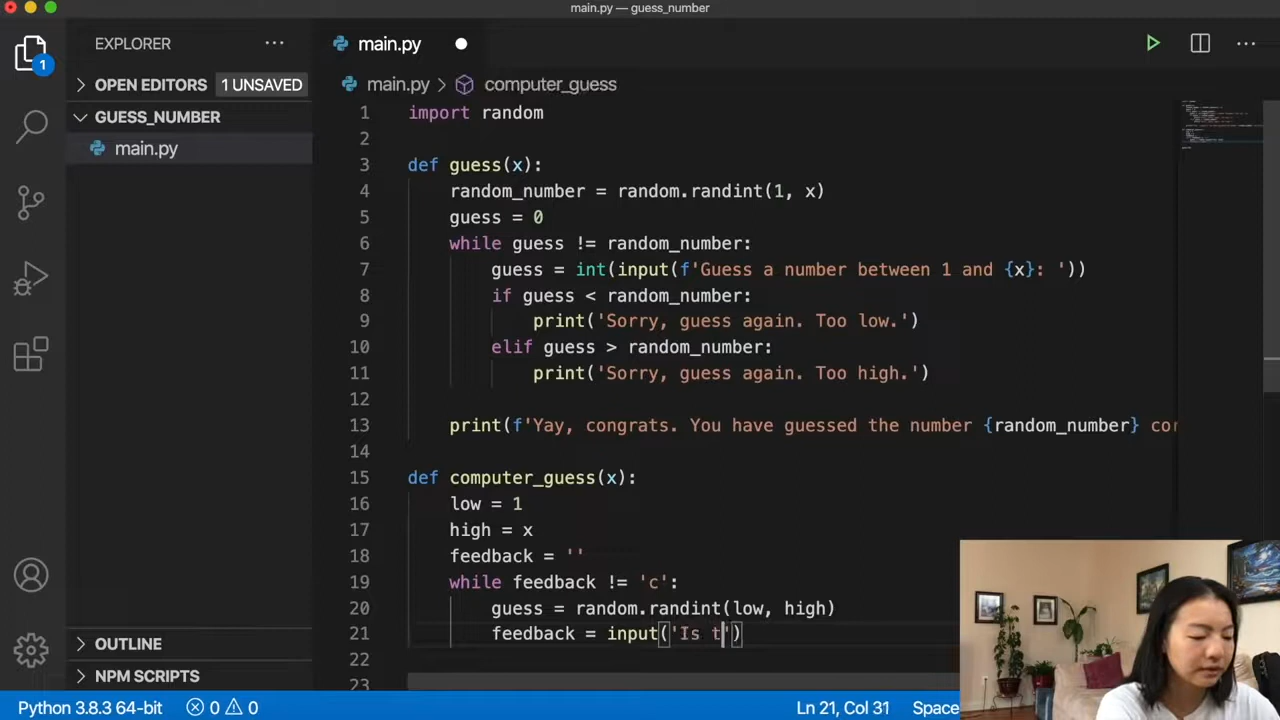 main.py — guess_number
EXPLORER
main.py
1
OPEN EDITORS 1 UNSAVED
main.py > computer_guess
GUESS_NUMBER
main.py
1 import random
2
3 def guess(x):
4 random_number = random.randint(1, x)
5 guess = 0
6 while guess != random_number:
7 guess = int(input(f'Guess a number between 1 and {x}: '))
8 if guess < random_number:
9 print('Sorry, guess again. Too low.')
10 elif guess > random_number:
11 print('Sorry, guess again. Too high.')
12
13 print(f'Yay, congrats. You have guessed the number {random_number} cor
14
15 def computer_guess(x):
16 low = 1
17 high = x
18 feedback = ''
19 while feedback != 'c':
20 guess = random.randint(low, high)
21 feedback = input('Is t')
22
23
OUTLINE
NPM SCRIPTS
Python 3.8.3 64-bit 0 0 Ln 21, Col 31